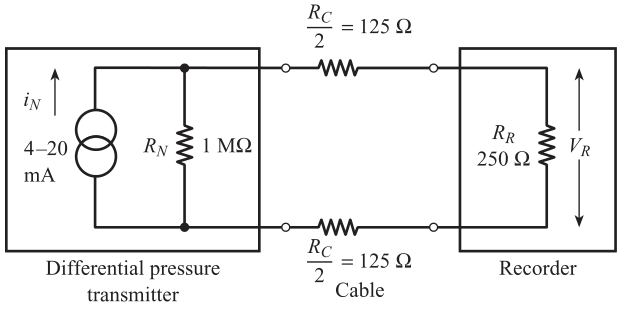 R_C/2 = 125 Ω
i_N
4–20
mA
R_N 1 MΩ
R_R
250 Ω
V_R
R_C/2 = 125 Ω
Differential pressure
transmitter
Cable
Recorder